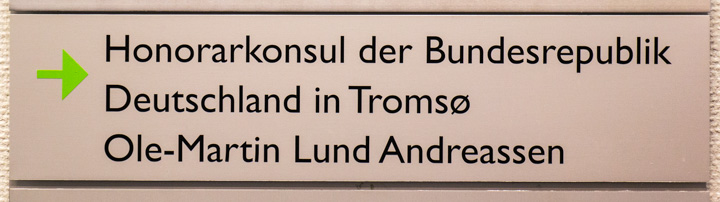 Honorarkonsul der Bundesrepublik
Deutschland in Tromsø
Ole-Martin Lund Andreassen